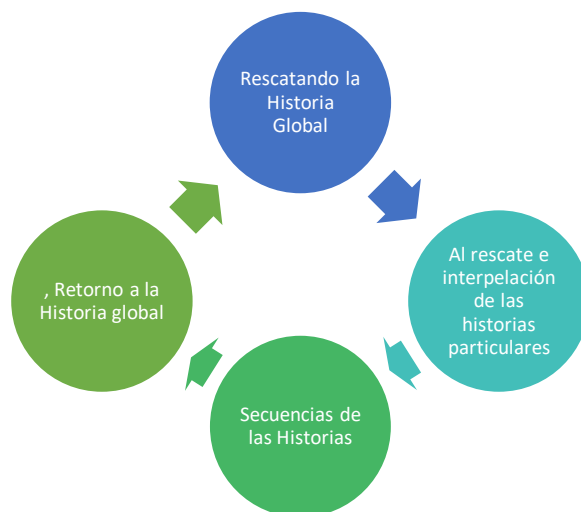 Rescatando la
Historia
Global
Al rescate e
interpelación
de las
historias
particulares
Secuencias de
las Historias
, Retorno a la
Historia global